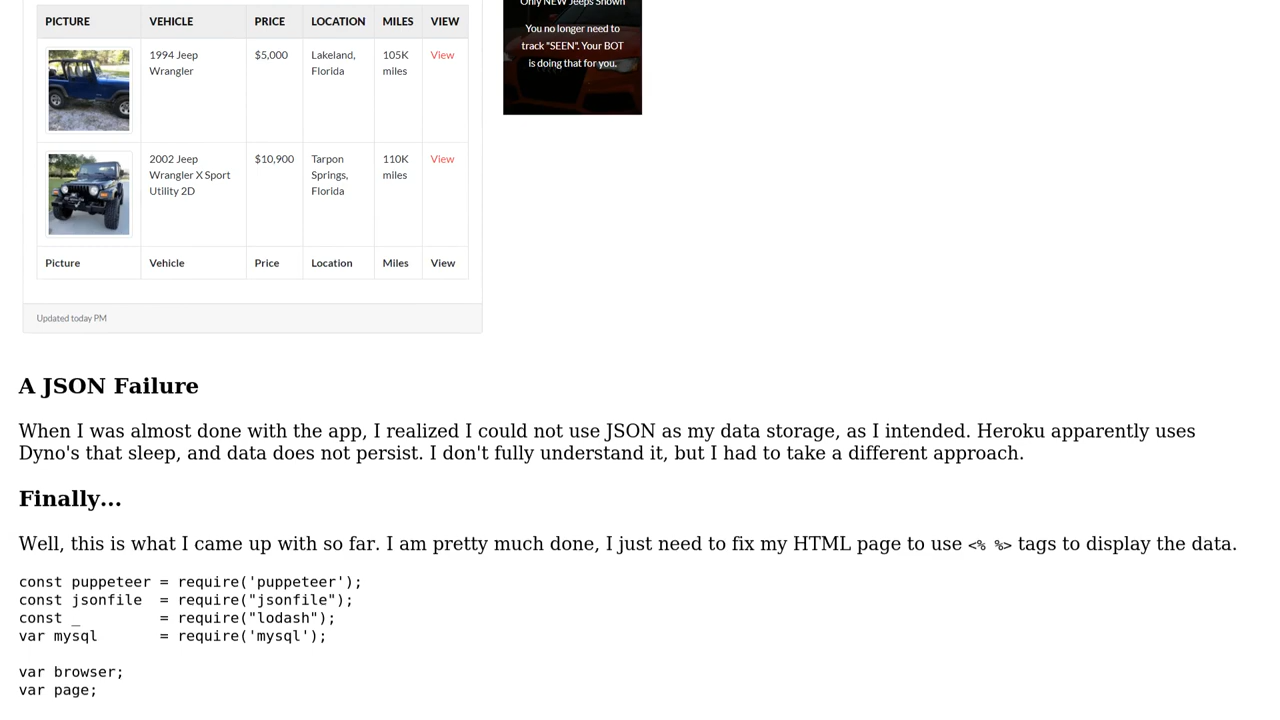 PICTURE VEHICLE PRICE LOCATION MILES VIEW
1994 Jeep $5,000 Lakeland, 105K View
Wrangler Florida miles
2002 Jeep $10,900 Tarpon 110K View
Wrangler X Sport Springs, miles
Utility 2D Florida
Picture Vehicle Price Location Miles View
Updated today PM
Only NEW Jeeps Shown
You no longer need to
track "SEEN". Your BOT
is doing that for you.
A JSON Failure
When I was almost done with the app, I realized I could not use JSON as my data storage, as I intended. Heroku apparently uses
Dyno's that sleep, and data does not persist. I don't fully understand it, but I had to take a different approach.
Finally...
Well, this is what I came up with so far. I am pretty much done, I just need to fix my HTML page to use <% %> tags to display the data.
const puppeteer = require('puppeteer');
const jsonfile  = require("jsonfile");
const _         = require("lodash");
var mysql       = require('mysql');
var browser;
var page;